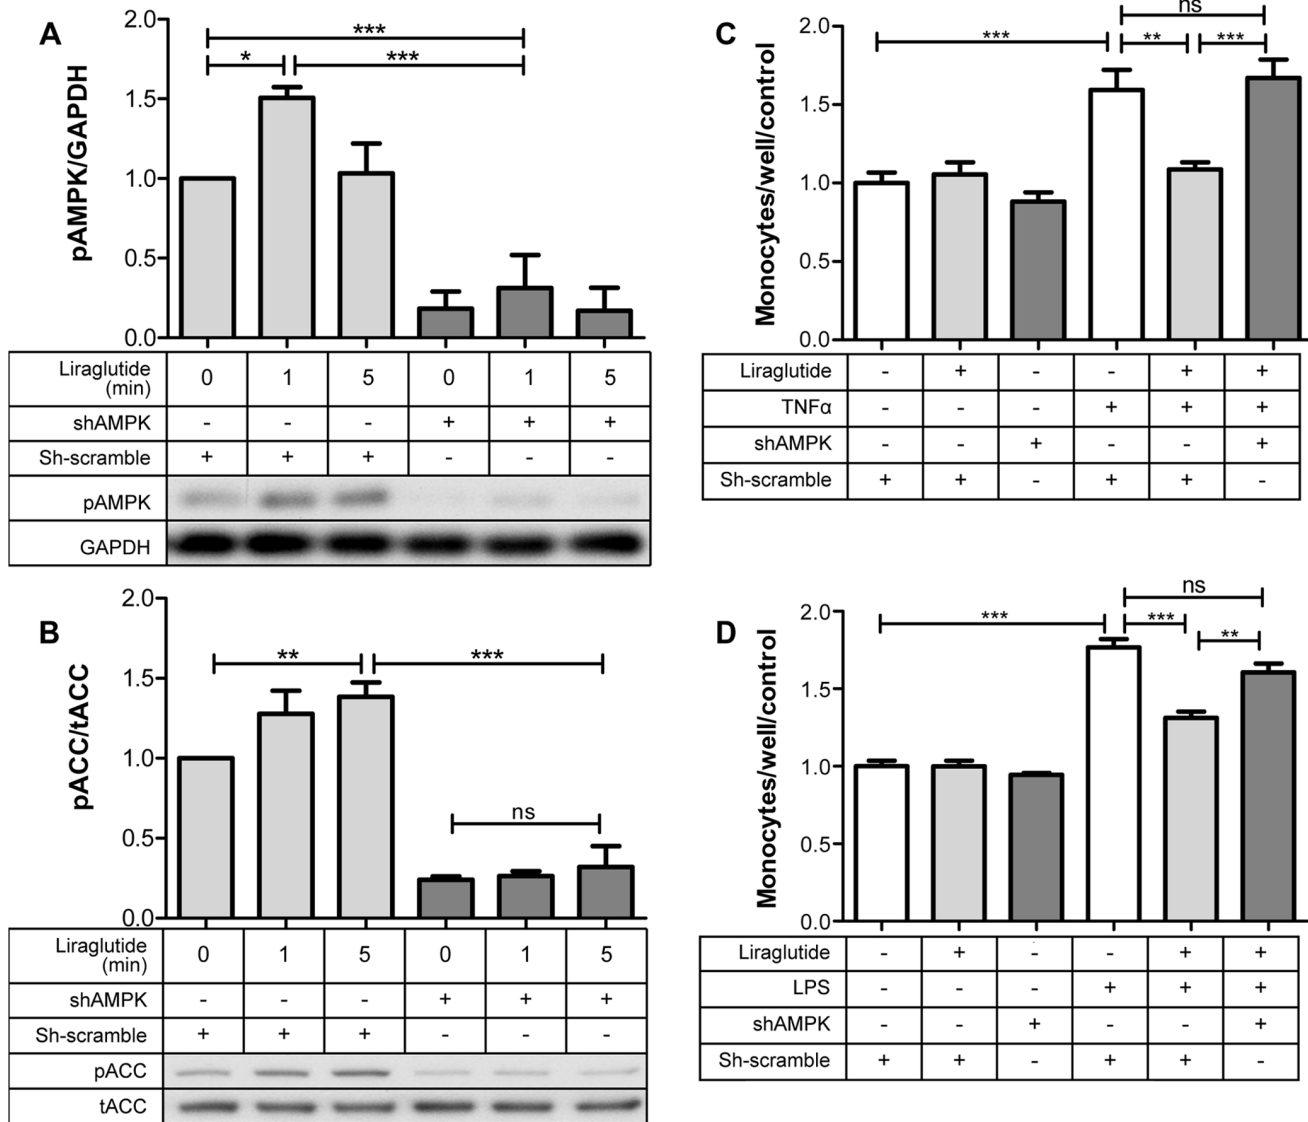 A
pAMPK/GAPDH
2.0
1.5
1.0
0.5
0.0
***
* ***
Liraglutide (min) 0 1 5 0 1 5
shAMPK - - - + + +
Sh-scramble + + + - - -
pAMPK
GAPDH
B
pACC/tACC
2.0
1.5
1.0
0.5
0.0
** ***
ns
Liraglutide (min) 0 1 5 0 1 5
shAMPK - - - + + +
Sh-scramble + + + - - -
pACC
tACC
C
Monocytes/well/control
2.0
1.5
1.0
0.5
0.0
ns
*** ** ***
Liraglutide - + - - + +
TNFα - - - + + +
shAMPK - - + - - +
Sh-scramble + + - + + -
D
Monocytes/well/control
2.0
1.5
1.0
0.5
0.0
ns
*** *** **
Liraglutide - + - - + +
LPS - - - + + +
shAMPK - - + - - +
Sh-scramble + + - + + -